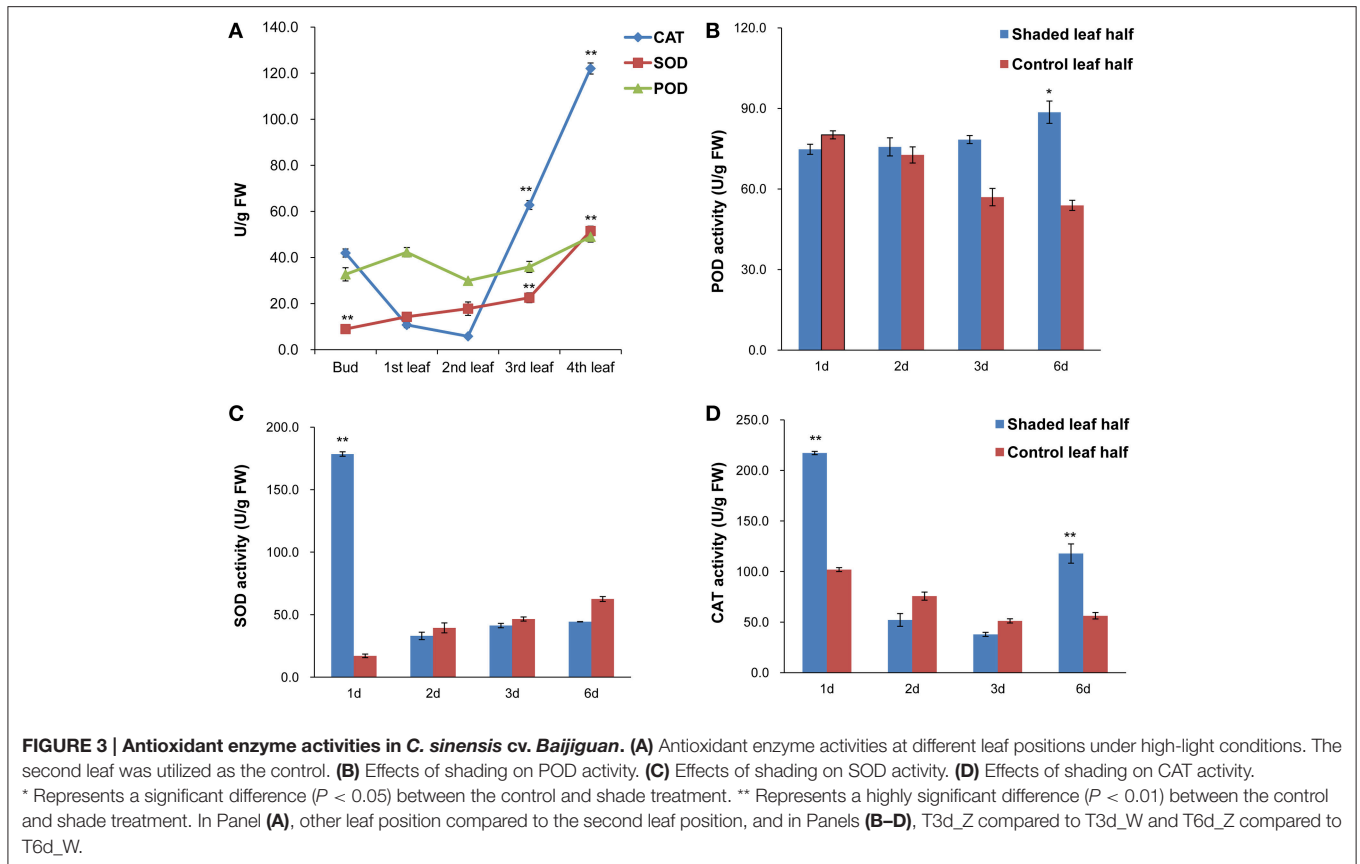 A
140.0
120.0
100.0
80.0
60.0
40.0
20.0
0.0
U/g FW
CAT
SOD
POD
**
**
**
**
**
Bud 1st leaf 2nd leaf 3rd leaf 4th leaf
B
120.0
90.0
60.0
30.0
0.0
POD activity (U/g FW)
Shaded leaf half
Control leaf half
*
1d 2d 3d 6d
C
200.0
150.0
100.0
50.0
0.0
SOD activity (U/g FW)
**
1d 2d 3d 6d
D
250.0
200.0
150.0
100.0
50.0
0.0
CAT activity (U/g FW)
Shaded leaf half
Control leaf half
**
**
1d 2d 3d 6d
FIGURE 3 | Antioxidant enzyme activities in C. sinensis cv. Baijiguan. (A) Antioxidant enzyme activities at different leaf positions under high-light conditions. The
second leaf was utilized as the control. (B) Effects of shading on POD activity. (C) Effects of shading on SOD activity. (D) Effects of shading on CAT activity.
* Represents a significant difference (P < 0.05) between the control and shade treatment. ** Represents a highly significant difference (P < 0.01) between the control
and shade treatment. In Panel (A), other leaf position compared to the second leaf position, and in Panels (B–D), T3d_Z compared to T3d_W and T6d_Z compared to
T6d_W.